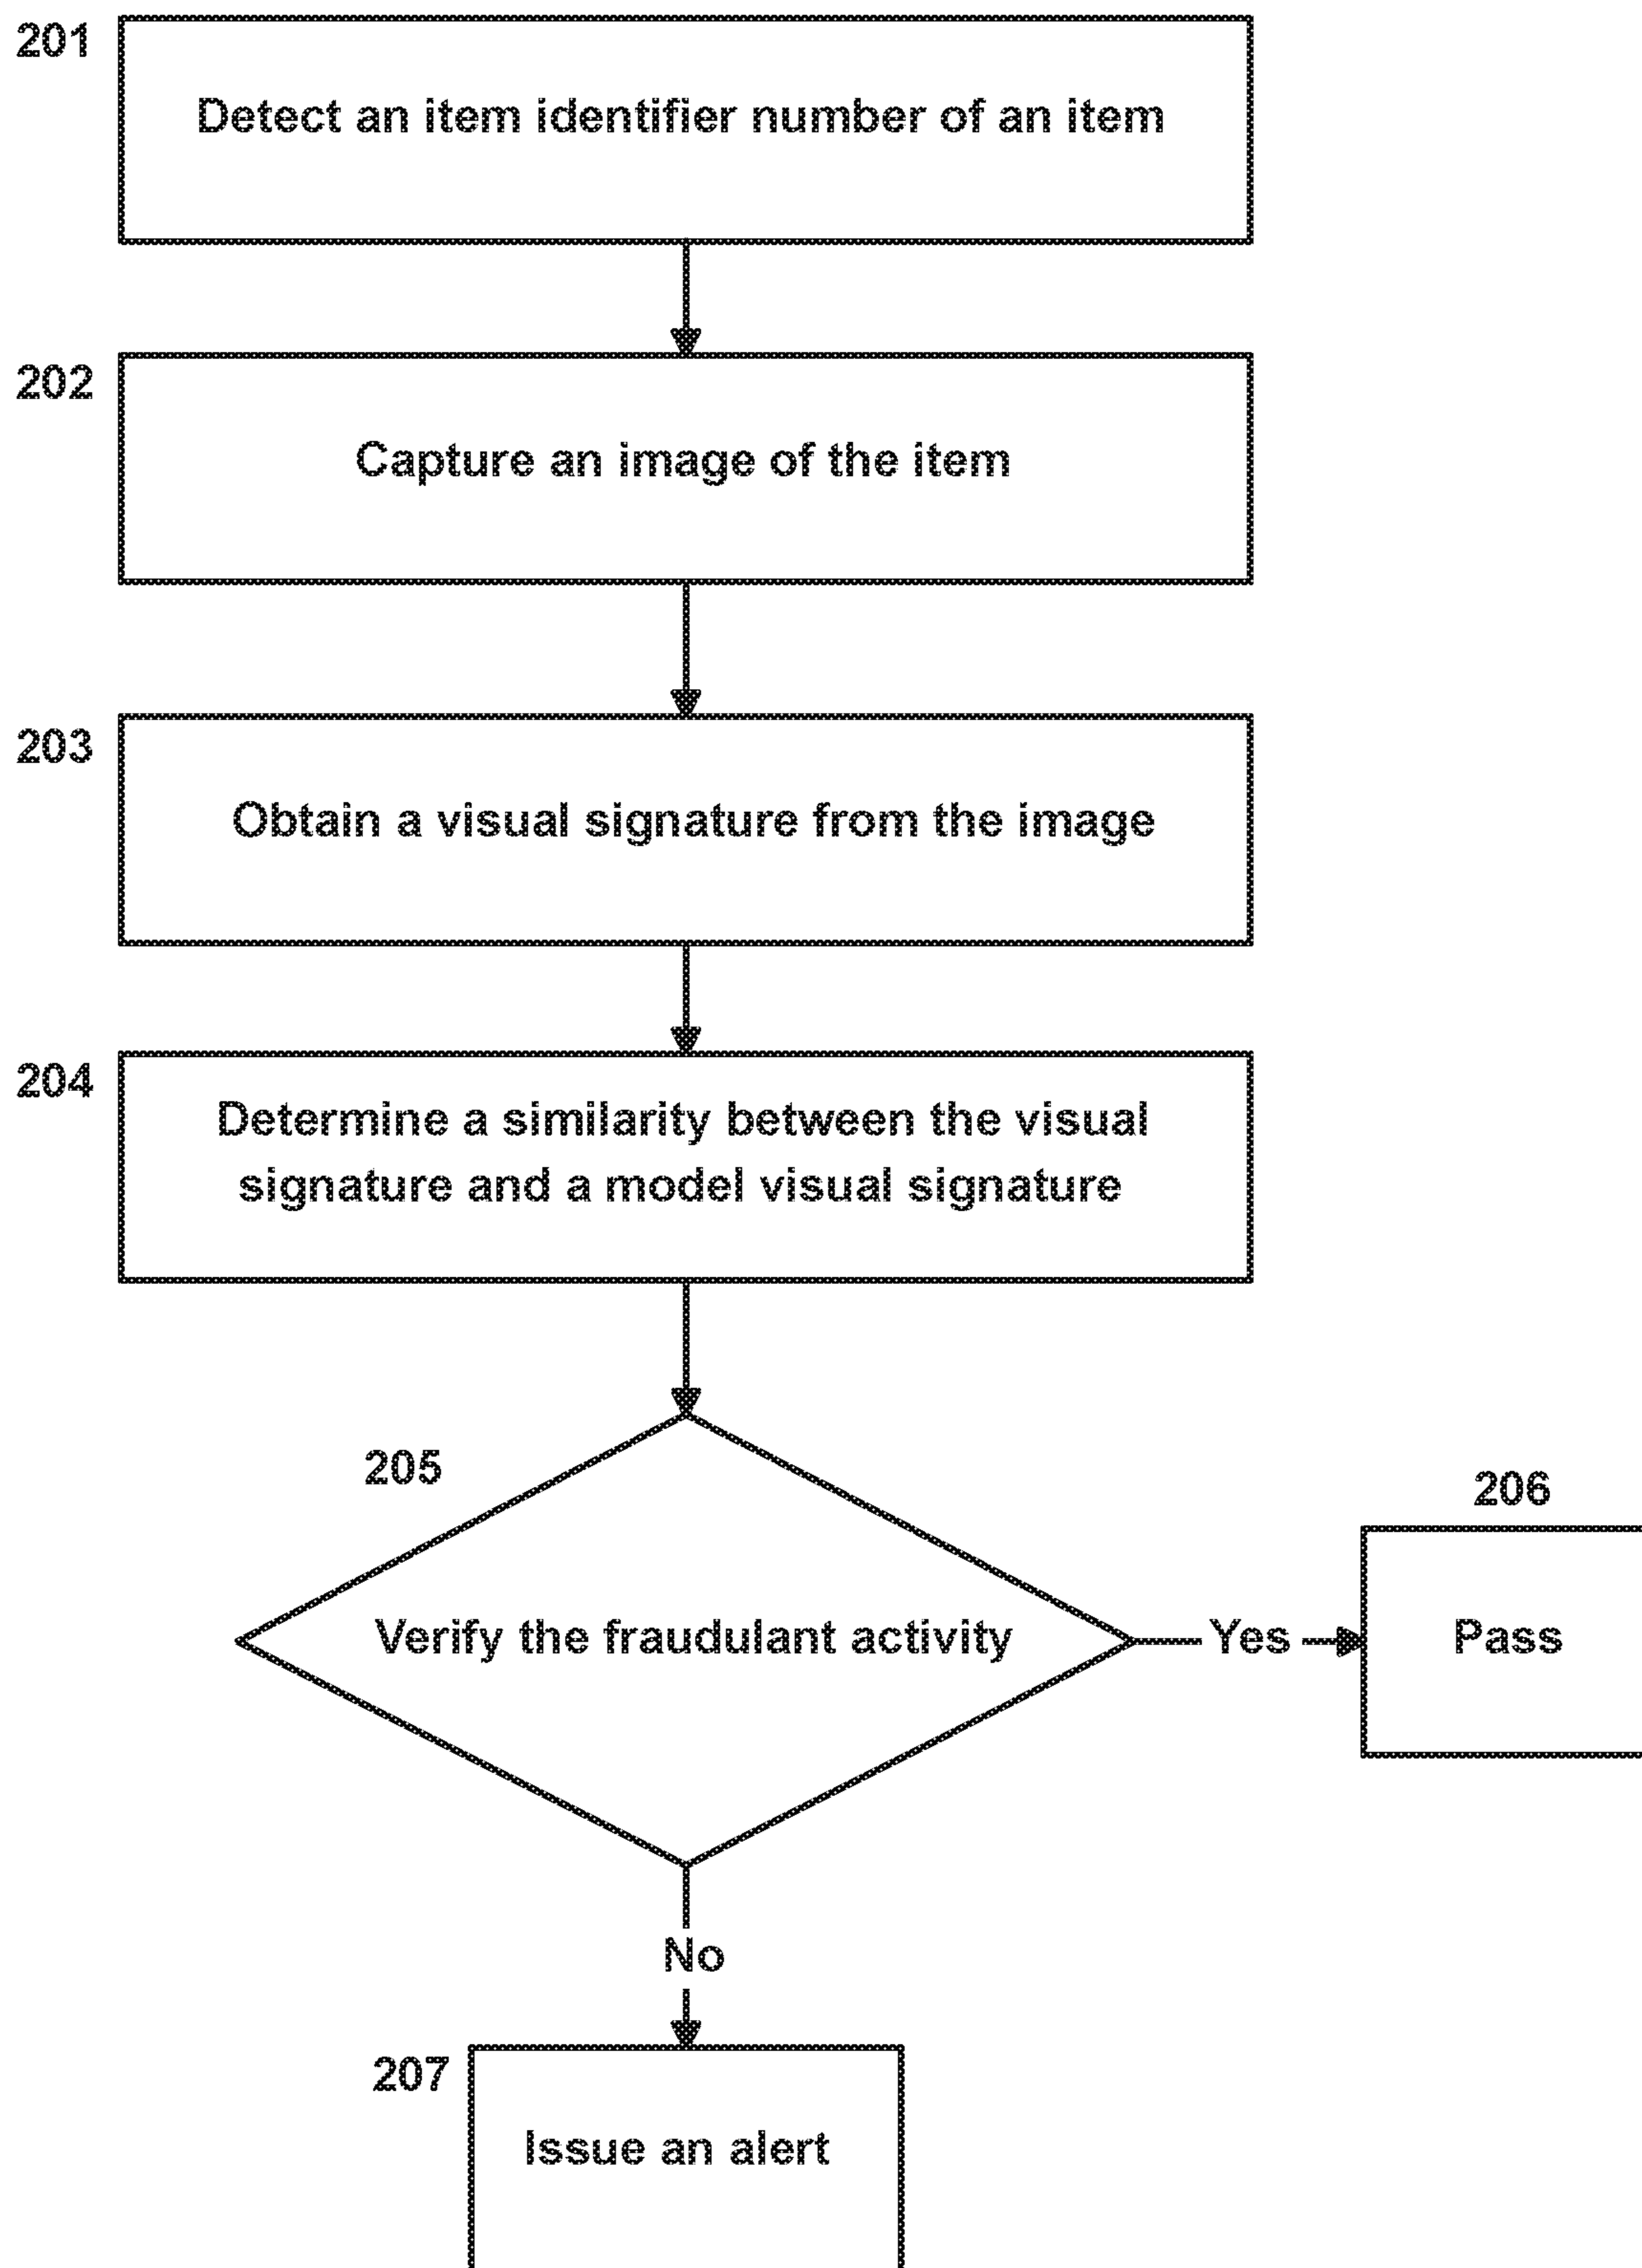 201
Detect an item identifier number of an item
202
Capture an image of the item
203
Obtain a visual signature from the image
204
Determine a similarity between the visual
signature and a model visual signature
205
Verify the fraudulant activity
Yes
206
Pass
No
207
Issue an alert